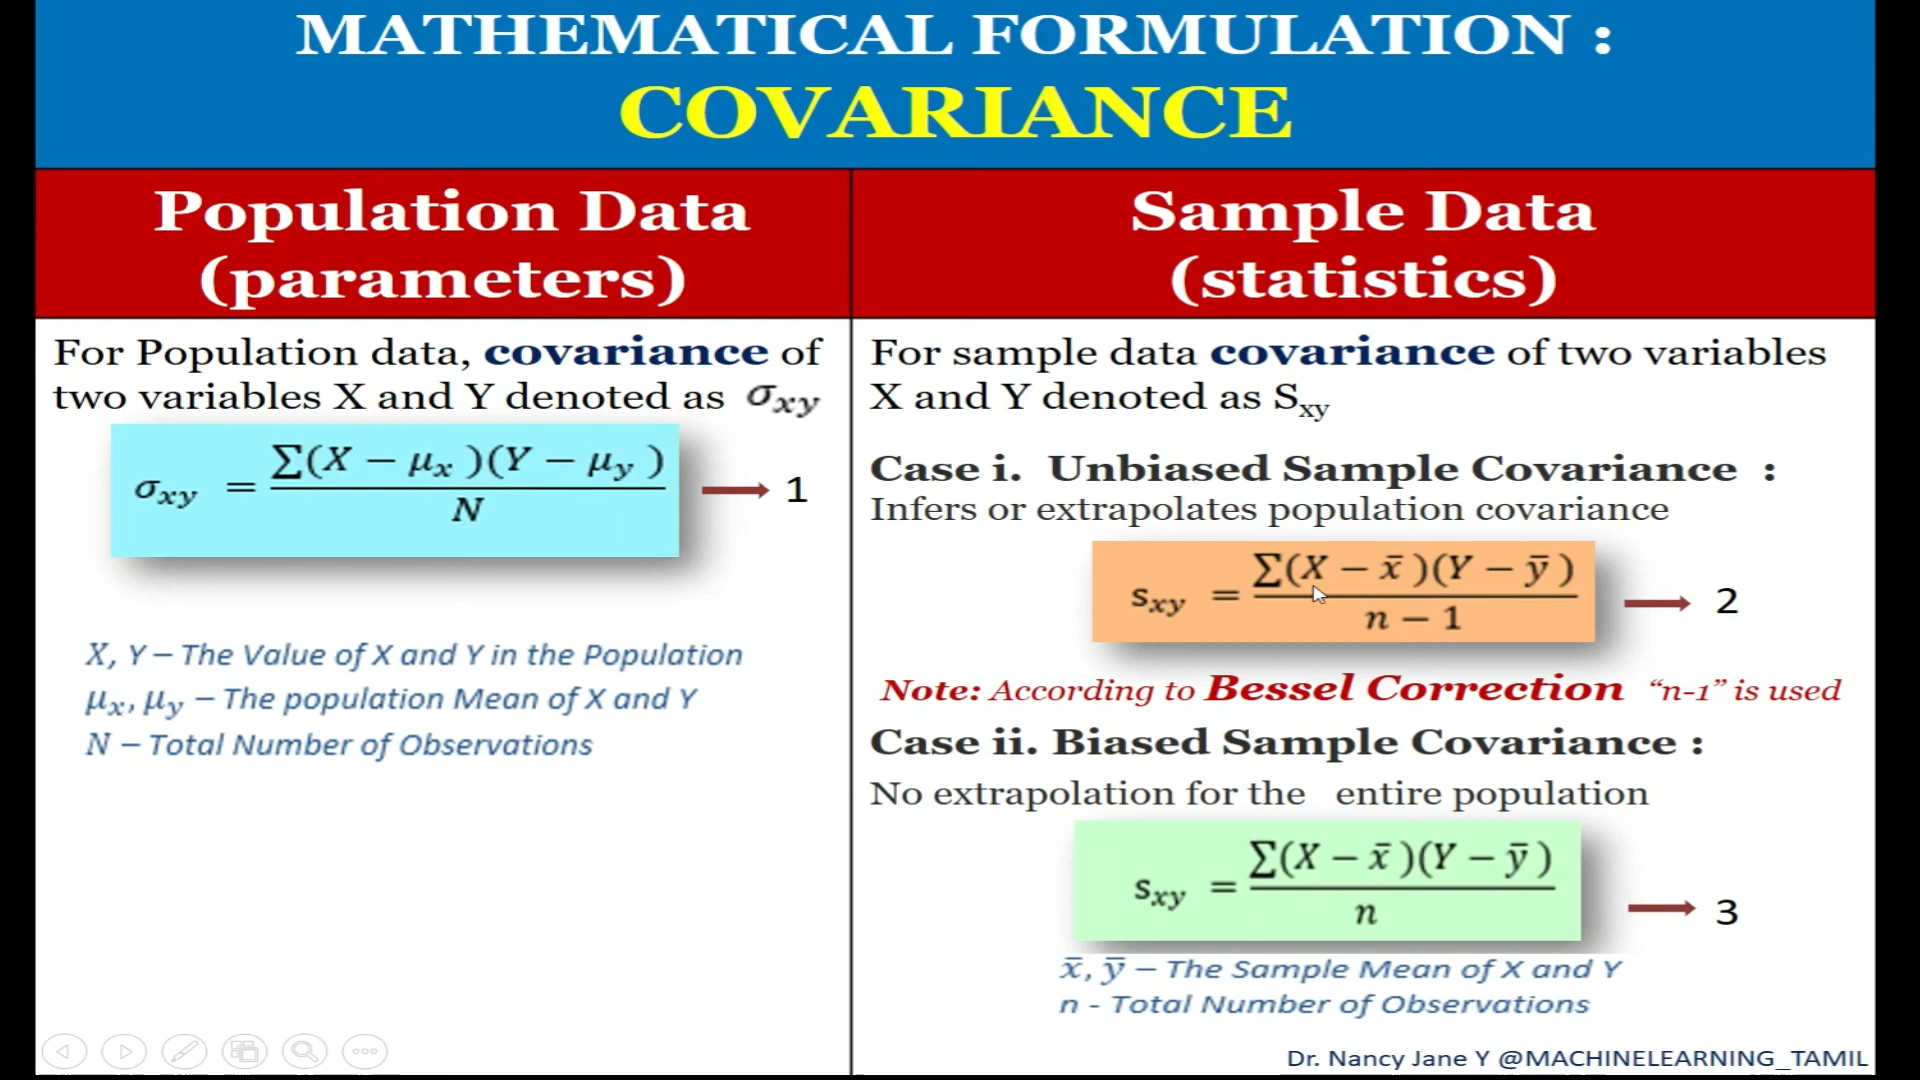 MATHEMATICAL FORMULATION :
COVARIANCE
Population Data
(parameters)
For Population data, covariance of
two variables X and Y denoted as σxy
σxy = ∑(X − μx )(Y − μy ) / N
1
X, Y – The Value of X and Y in the Population
μx, μy – The population Mean of X and Y
N – Total Number of Observations
Sample Data
(statistics)
For sample data covariance of two variables
X and Y denoted as Sxy
Case i. Unbiased Sample Covariance :
Infers or extrapolates population covariance
sxy = ∑(X − x̄ )(Y − ȳ ) / n − 1
2
Note: According to Bessel Correction “n-1” is used
Case ii. Biased Sample Covariance :
No extrapolation for the entire population
sxy = ∑(X − x̄ )(Y − ȳ ) / n
3
x̄, ȳ – The Sample Mean of X and Y
n - Total Number of Observations
Dr. Nancy Jane Y @MACHINELEARNING_TAMIL